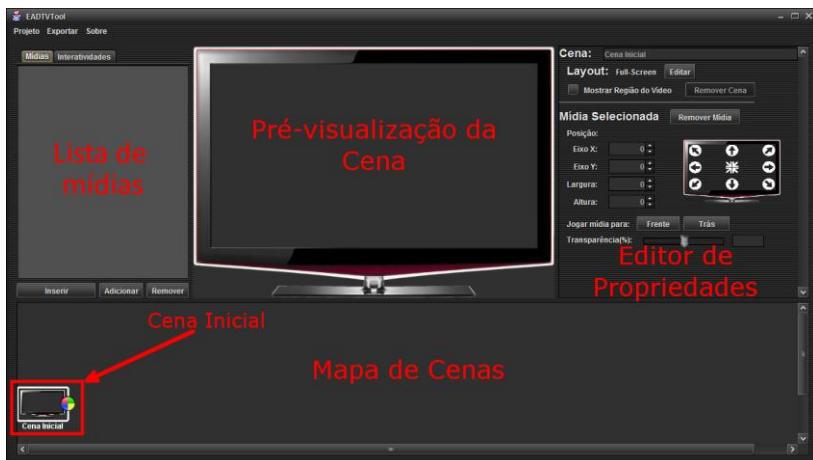 EADTVTool
Projeto Exportar Sobre
Mídias Interatividades
Lista de
mídias
Inserir Adicionar Remover
Pré-visualização da
Cena
Cena: Cena Inicial
Layout: Full-Screen Editar
Mostrar Região do Vídeo Remover Cena
Mídia Selecionada Remover Mídia
Posição:
Eixo X: 0
Eixo Y: 0
Largura: 0
Altura: 0
Jogar mídia para: Frente Trás
Transparência(%):
Editor de
Propriedades
Cena Inicial
Mapa de Cenas
Cena Inicial